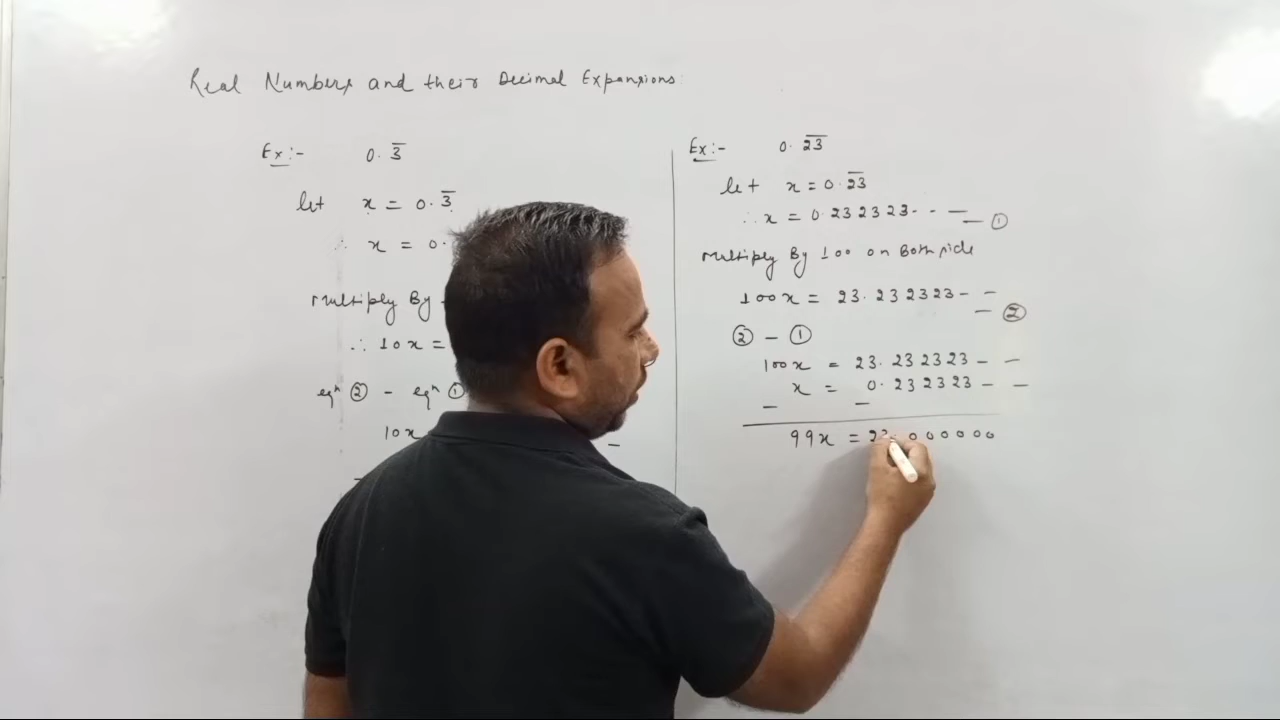 Real Numbers and their Decimal Expansions:
Ex:- 0.3̅
let x = 0.3̅
∴ x = 0.
Multiply By
∴ 10x =
eqⁿ ② - eqⁿ ①
10x
Ex:- 0.2̅3̅
let x = 0.2̅3̅
∴ x = 0.232323- - — — ①
Multiply By 100 on Both side
100x = 23.232323- -
— ②
② - ①
100x = 23.232323- -
x = 0.232323- -
— —
99x = 23.000000